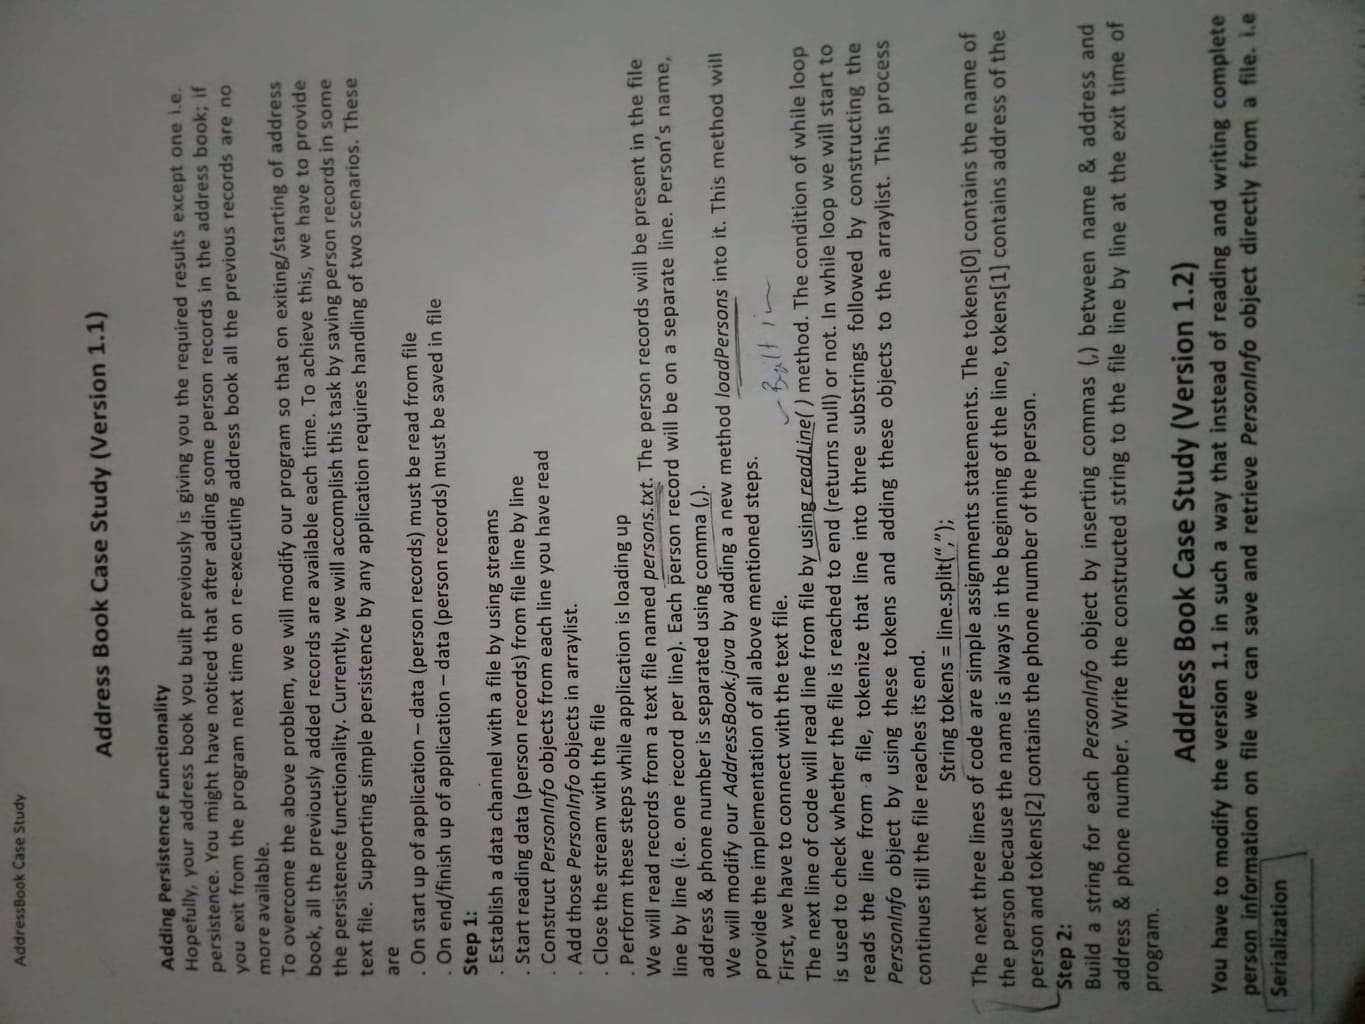 AddressBook Case Study
Address Book Case Study (Version 1.1)
Adding Persistence Functionality
Hopefully, your address book you built previously is giving you the required results except one i.e.
persistence. You might have noticed that after adding some person records in the address book; if
you exit from the program next time on re-executing address book all the previous records are no
more available.
To overcome the above problem, we will modify our program so that on exiting/starting of address
book, all the previously added records are available each time. To achieve this, we have to provide
the persistence functionality. Currently, we will accomplish this task by saving person records in some
text file. Supporting simple persistence by any application requires handling of two scenarios. These
are
. On start up of application – data (person records) must be read from file
. On end/finish up of application – data (person records) must be saved in file
Step 1:
. Establish a data channel with a file by using streams
. Start reading data (person records) from file line by line
. Construct PersonInfo objects from each line you have read
. Add those PersonInfo objects in arraylist.
. Close the stream with the file
. Perform these steps while application is loading up
We will read records from a text file named persons.txt. The person records will be present in the file
line by line (i.e. one record per line). Each person record will be on a separate line. Person's name,
address & phone number is separated using comma (,).
We will modify our AddressBook.java by adding a new method loadPersons into it. This method will
provide the implementation of all above mentioned steps.
First, we have to connect with the text file.
Built in
The next line of code will read line from file by using readLine( ) method. The condition of while loop
is used to check whether the file is reached to end (returns null) or not. In while loop we will start to
reads the line from a file, tokenize that line into three substrings followed by constructing the
PersonInfo object by using these tokens and adding these objects to the arraylist. This process
continues till the file reaches its end.
String tokens = line.split(",");
The next three lines of code are simple assignments statements. The tokens[0] contains the name of
the person because the name is always in the beginning of the line, tokens[1] contains address of the
person and tokens[2] contains the phone number of the person.
Step 2:
Build a string for each PersonInfo object by inserting commas (,) between name & address and
address & phone number. Write the constructed string to the file line by line at the exit time of
program.
Address Book Case Study (Version 1.2)
You have to modify the version 1.1 in such a way that instead of reading and writing complete
person information on file we can save and retrieve PersonInfo object directly from a file. i.e
Serialization